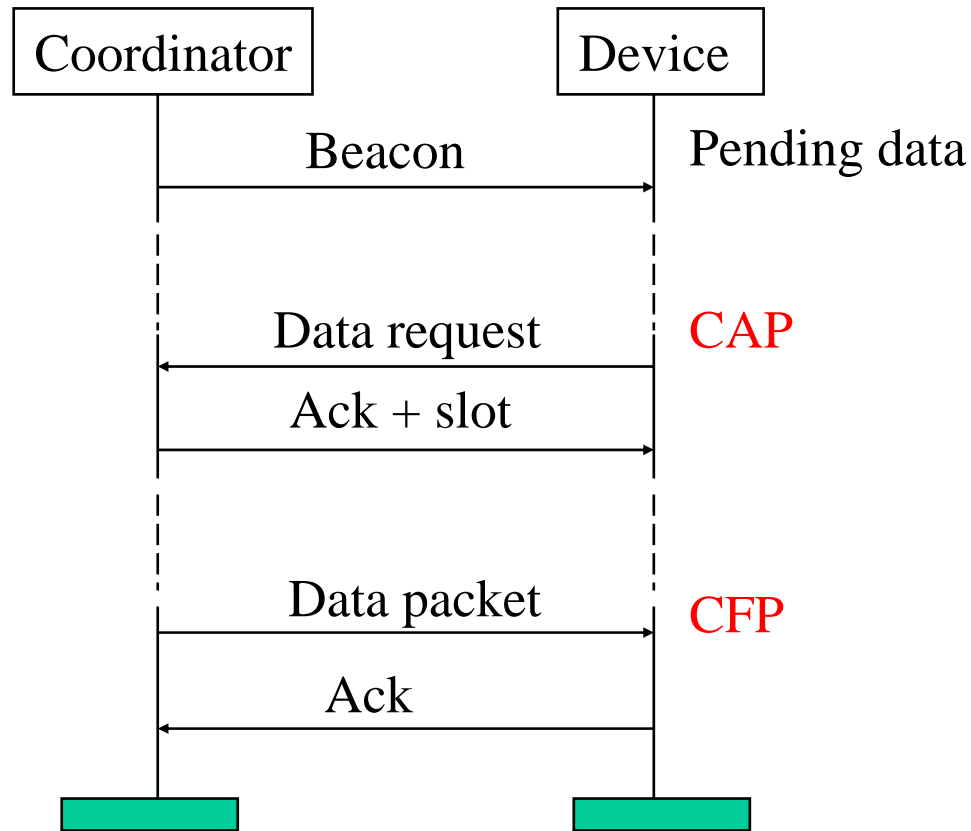 Coordinator
Device
Beacon
Pending data
Data request
CAP
Ack + slot
Data packet
CFP
Ack